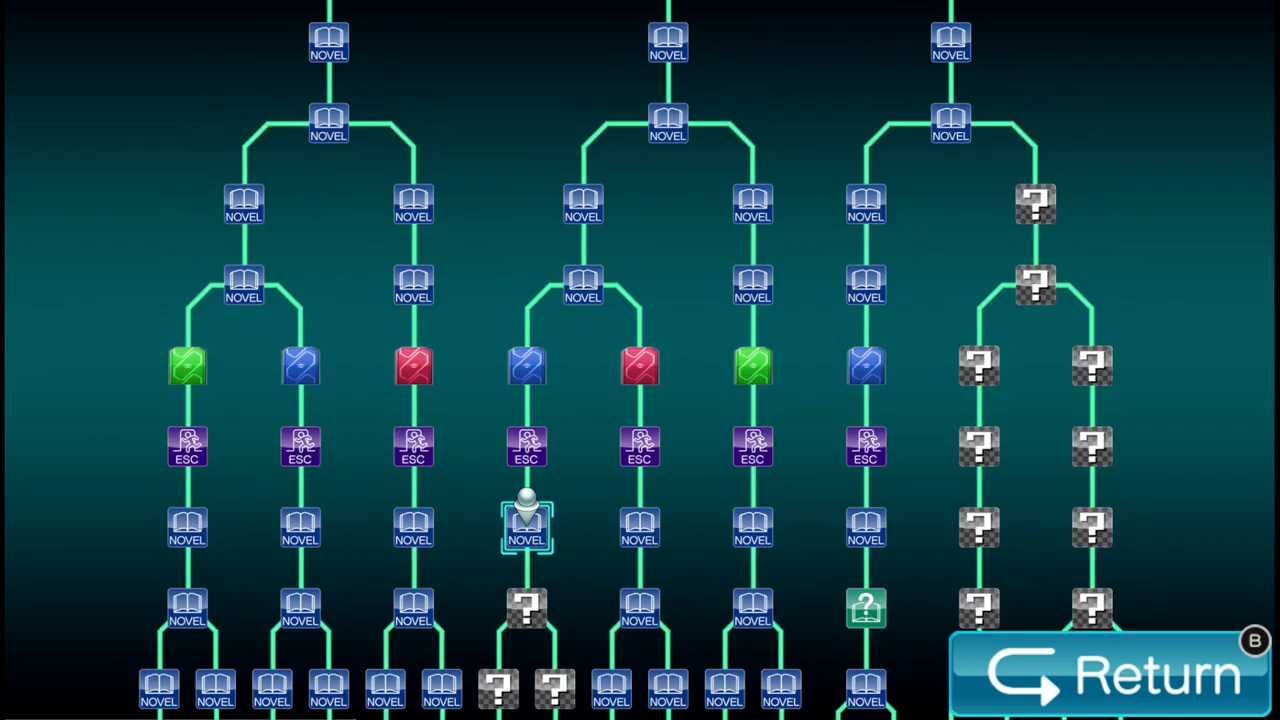 NOVEL NOVEL NOVEL
NOVEL NOVEL NOVEL
NOVEL NOVEL NOVEL NOVEL NOVEL ?
NOVEL NOVEL NOVEL NOVEL NOVEL ?
? ?
ESC ESC ESC ESC ESC ESC ESC ? ?
NOVEL NOVEL NOVEL NOVEL NOVEL NOVEL NOVEL ? ?
NOVEL NOVEL NOVEL ? NOVEL NOVEL ? ? ?
B
Return
NOVEL NOVEL NOVEL NOVEL NOVEL NOVEL ? ? NOVEL NOVEL NOVEL NOVEL NOVEL